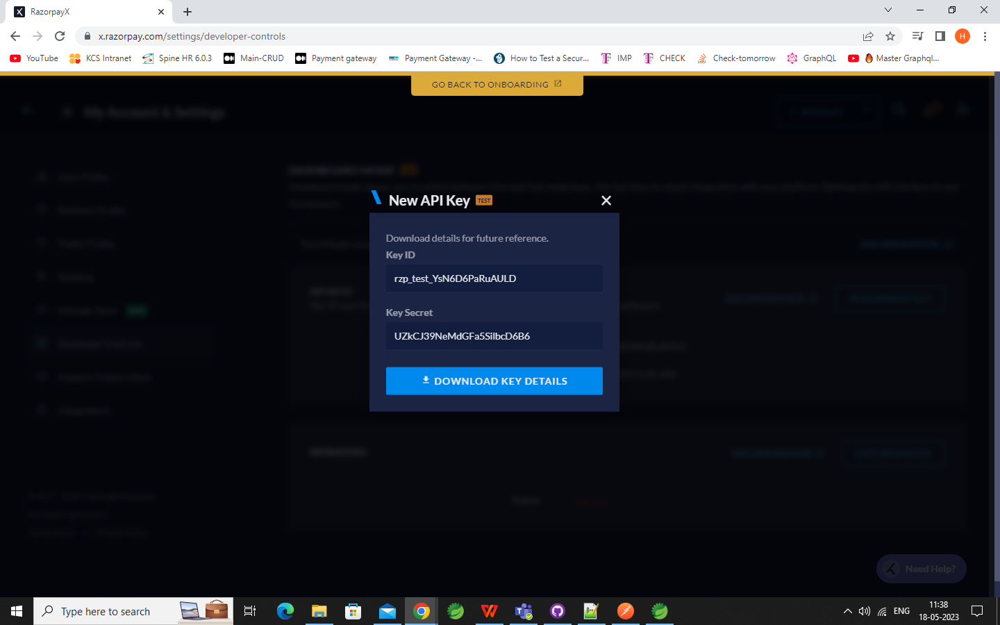 RazorpayX
x.razorpay.com/settings/developer-controls
H
YouTube
KCS Intranet
Spine HR 6.0.3
Main-CRUD
Payment gateway
Payment Gateway -...
How to Test a Secur...
IMP
CHECK
Check-tomorrow
GraphQL
Master Graphql...
GO BACK TO ONBOARDING
My Account & Settings
New API Key TEST
Download details for future reference.
Key ID
rzp_test_YsN6D6PaRuAULD
Key Secret
UZkCJ39NeMdGFa5SilbcD6B6
DOWNLOAD KEY DETAILS
Need Help?
Type here to search
ENG
11:38
18-05-2023